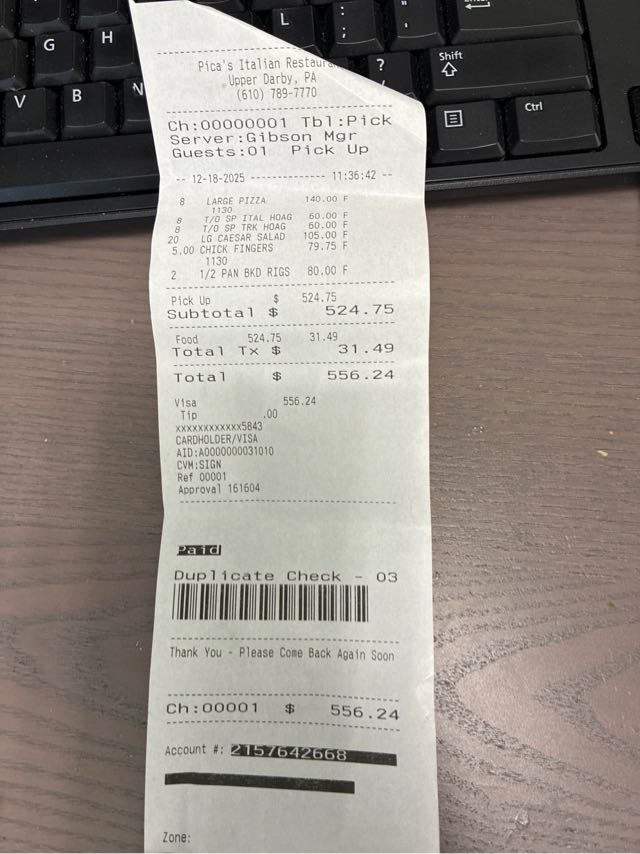 G
H
L
:
;
"
'
Shift
?
/
V
B
N
Ctrl
Pica's Italian
Upper Darby, PA
(610) 789-7770
Ch:00000001 Tbl:Pick
Server:Gibson Mgr
Guests:01 Pick Up
-- 12-18-2025 -------------- 11:36:42 --
8 LARGE PIZZA 140.00 F
1130
8 T/O SP ITAL HOAG 60.00 F
8 T/O SP TRK HOAG 60.00 F
20 LG CAESAR SALAD 105.00 F
5.00 CHICK FINGERS 79.75 F
1130
2 1/2 PAN BKD RIGS 80.00 F
Pick Up $ 524.75
Subtotal $ 524.75
Food 524.75 31.49
Total Tx $ 31.49
Total $ 556.24
Visa 556.24
Tip .00
xxxxxxxxxxxx5843
CARDHOLDER/VISA
AID:A0000000031010
CVM:SIGN
Ref 00001
Approval 161604
Paid
Duplicate Check - 03
Thank You - Please Come Back Again Soon
Ch:00001 $ 556.24
Account #: 2157642668
Zone: